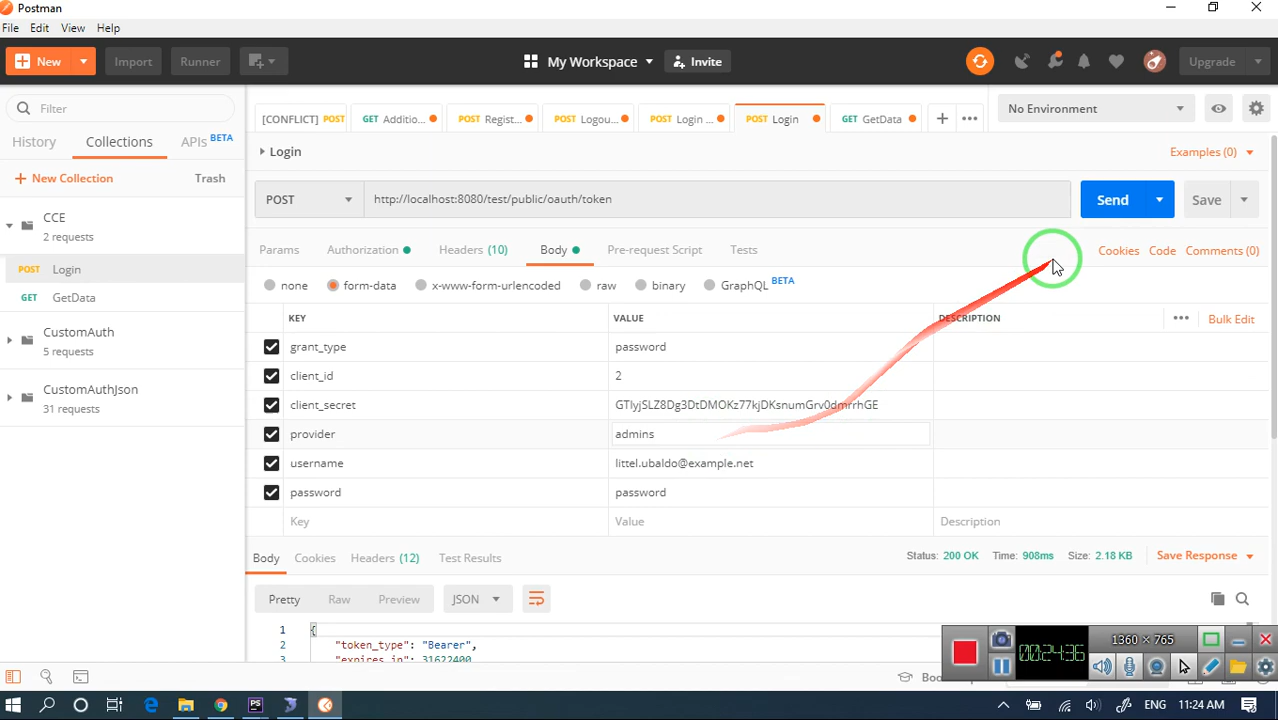 Postman
File Edit View Help
New Import Runner My Workspace Invite Upgrade
Filter
History Collections APIs BETA
New Collection Trash
CCE
2 requests
POST Login
GET GetData
CustomAuth
5 requests
CustomAuthJson
31 requests
[CONFLICT] POST GET Additio... POST Regist... POST Logou... POST Login ... POST Login GET GetData
No Environment
Login Examples (0)
POST http://localhost:8080/test/public/oauth/token Send Save
Params Authorization Headers (10) Body Pre-request Script Tests Cookies Code Comments (0)
none form-data x-www-form-urlencoded raw binary GraphQL BETA
KEY VALUE DESCRIPTION Bulk Edit
grant_type password
client_id 2
client_secret GTlyjSLZ8Dg3DtDMOKz77kjDKsnumGrv0dmrrhGE
provider admins
username littel.ubaldo@example.net
password password
Key Value Description
Body Cookies Headers (12) Test Results Status: 200 OK Time: 908ms Size: 2.18 KB Save Response
Pretty Raw Preview JSON
1 {
2 "token_type": "Bearer",
3 "expires_in": 31622400,
00:24:36 1360 × 765
ENG 11:24 AM